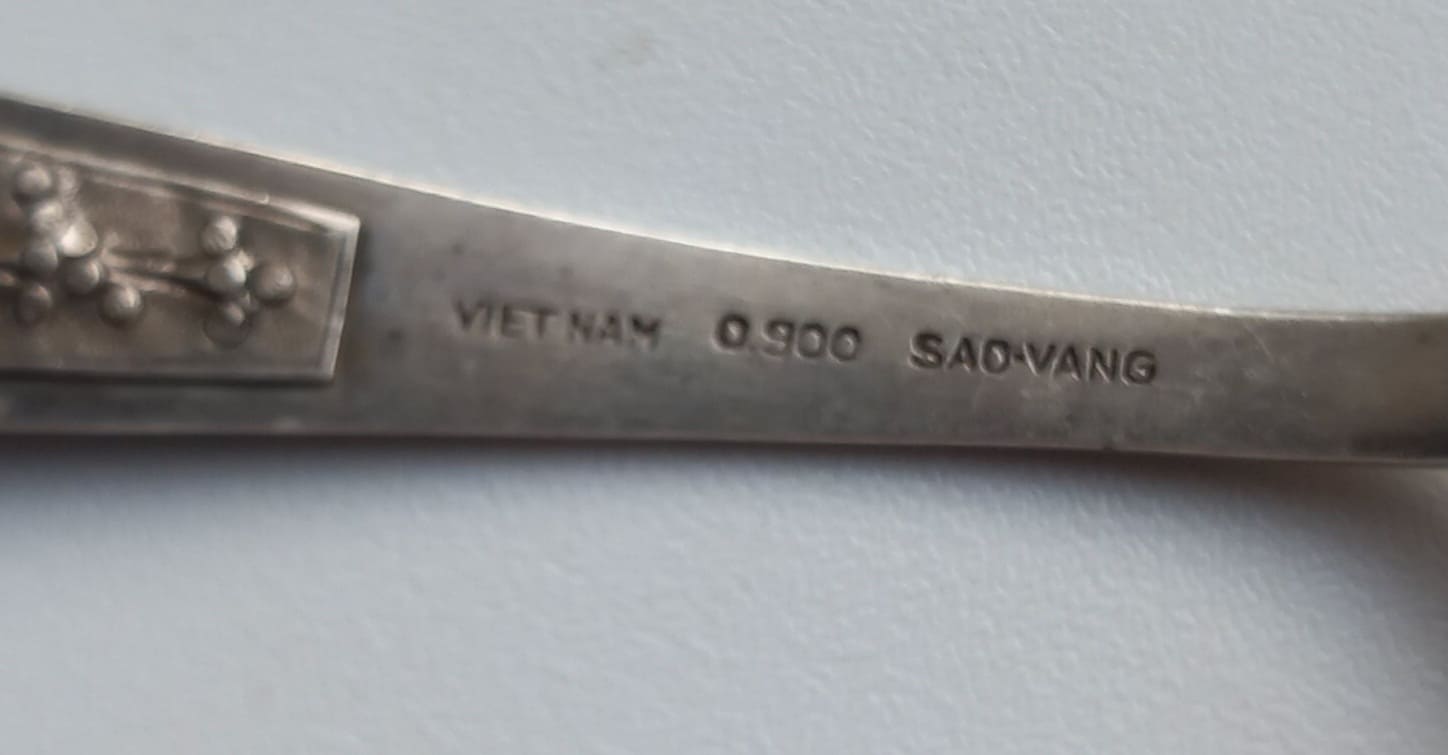 VIET NAM 0.900 SAO-VANG